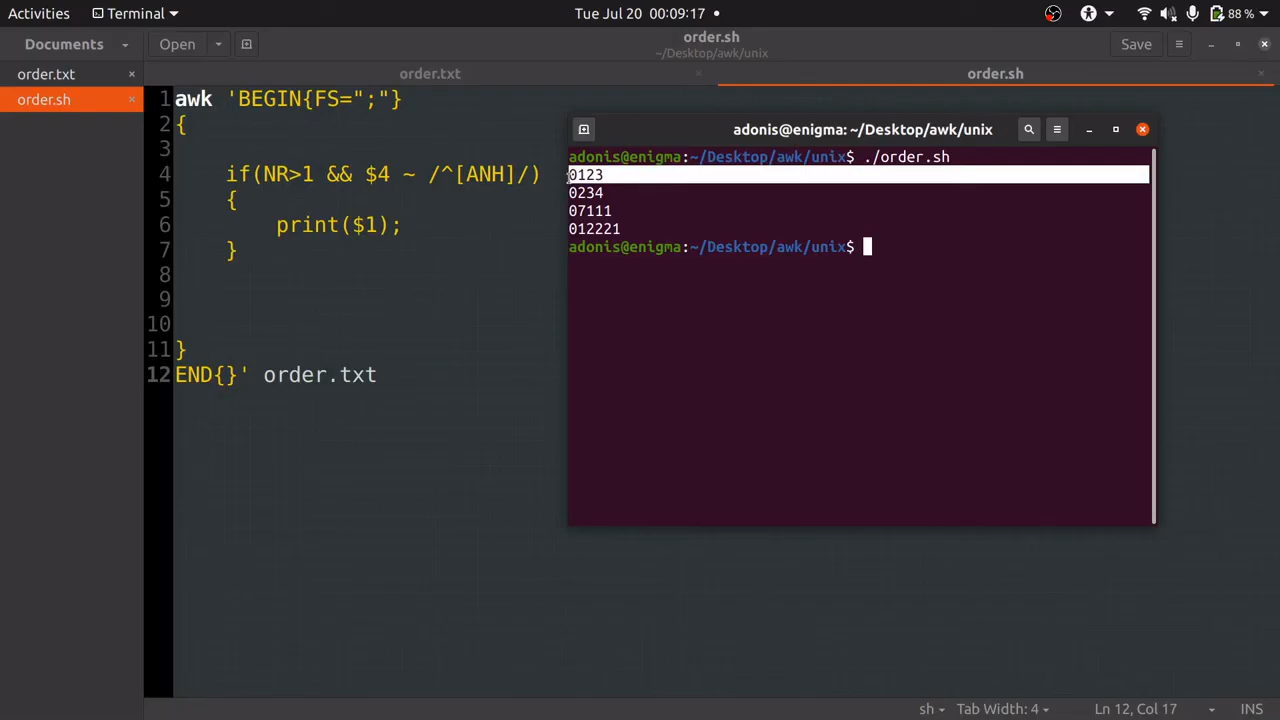 Activities
Terminal
Tue Jul 20 00:09:17
88 %
Documents
Open
order.sh
~/Desktop/awk/unix
Save
order.txt
order.sh
order.txt
order.sh
1 awk 'BEGIN{FS=";"}
2 {
3
4 if(NR>1 && $4 ~ /^[ANH]/)
5 {
6 print($1);
7 }
8
9
10
11 }
12 END{}' order.txt
adonis@enigma: ~/Desktop/awk/unix
adonis@enigma:~/Desktop/awk/unix$ ./order.sh
0123
0234
07111
012221
adonis@enigma:~/Desktop/awk/unix$
sh
Tab Width: 4
Ln 12, Col 17
INS